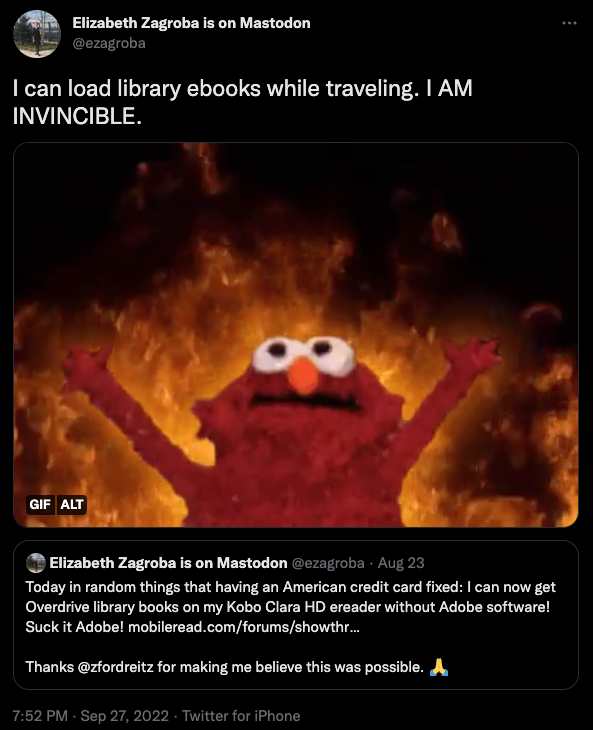 Elizabeth Zagroba is on Mastodon
@ezagroba
I can load library ebooks while traveling. I AM
INVINCIBLE.
GIF ALT
Elizabeth Zagroba is on Mastodon @ezagroba · Aug 23
Today in random things that having an American credit card fixed: I can now get
Overdrive library books on my Kobo Clara HD ereader without Adobe software!
Suck it Adobe! mobileread.com/forums/showthr...
Thanks @zfordreitz for making me believe this was possible. 🙏
7:52 PM · Sep 27, 2022 · Twitter for iPhone